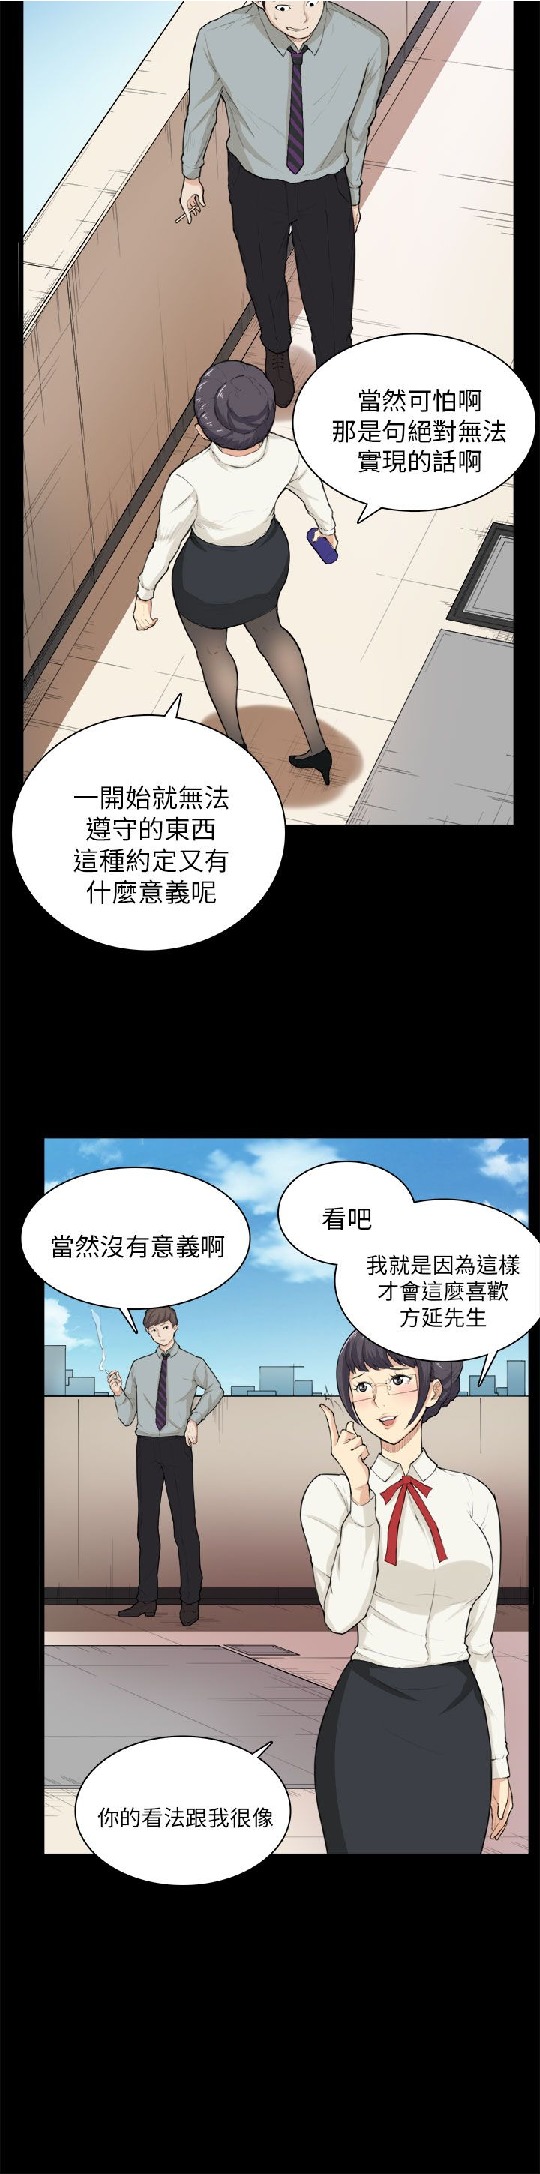 當然可怕啊
那是句絕對無法
實現的話啊
一開始就無法
遵守的東西
這種約定又有
什麼意義呢
當然沒有意義啊
看吧
我就是因為這樣
才會這麼喜歡
方延先生
你的看法跟我很像